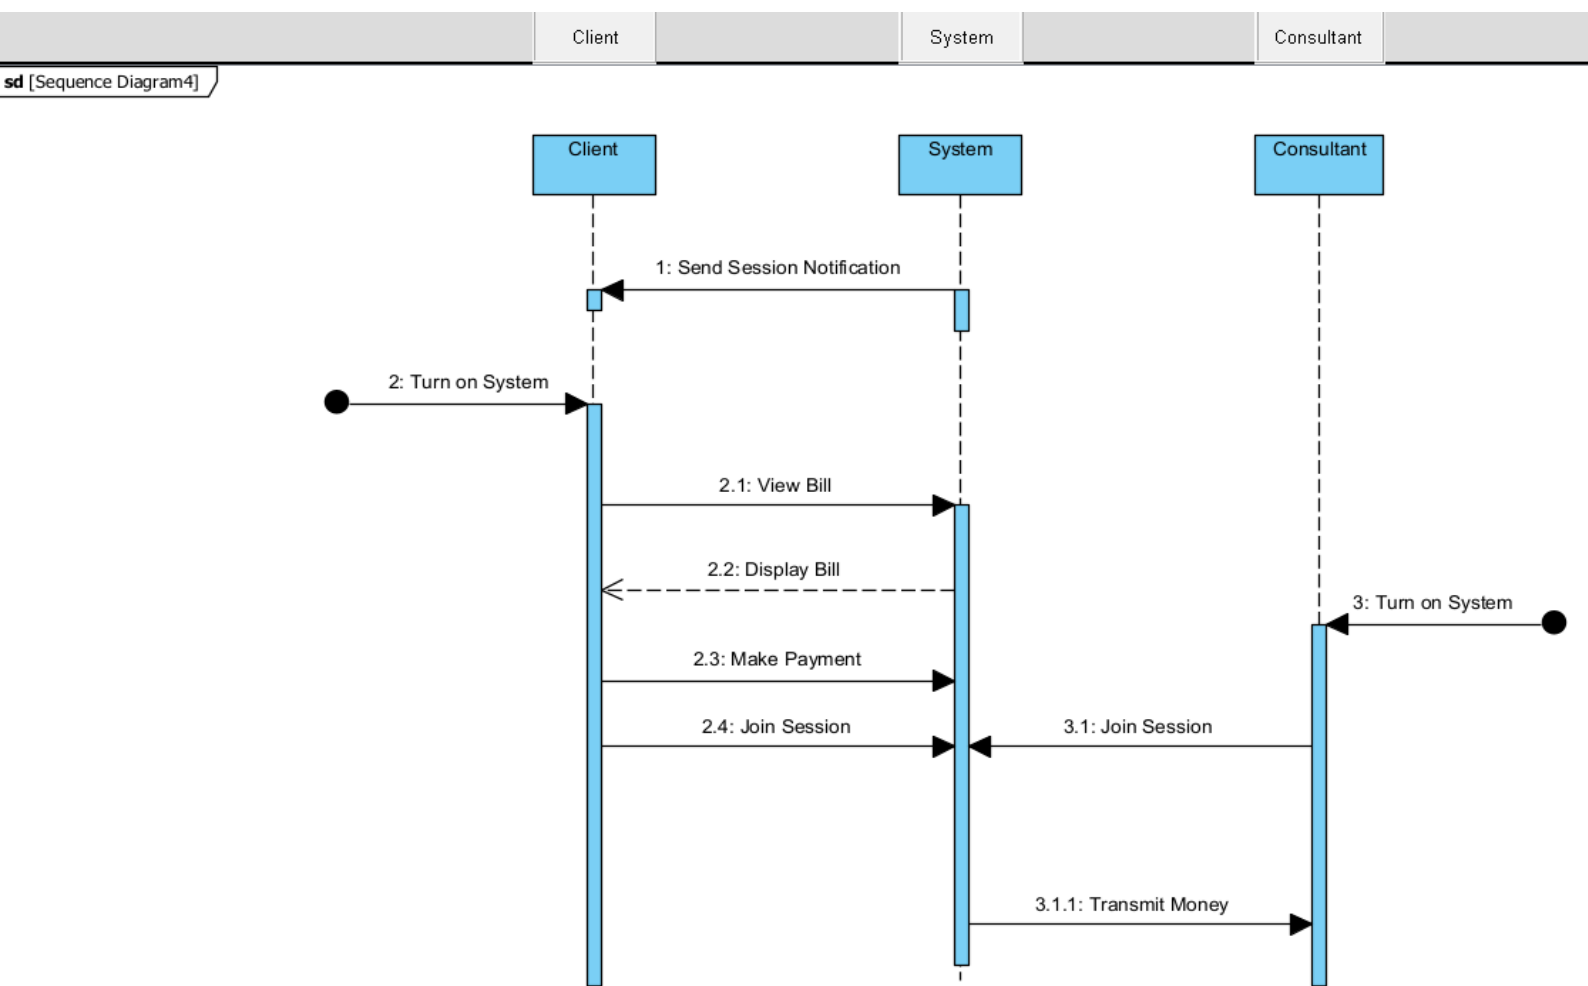 Client System Consultant
sd [Sequence Diagram4]
Client System Consultant
1: Send Session Notification
2: Turn on System
2.1: View Bill
2.2: Display Bill
3: Turn on System
2.3: Make Payment
2.4: Join Session 3.1: Join Session
3.1.1: Transmit Money